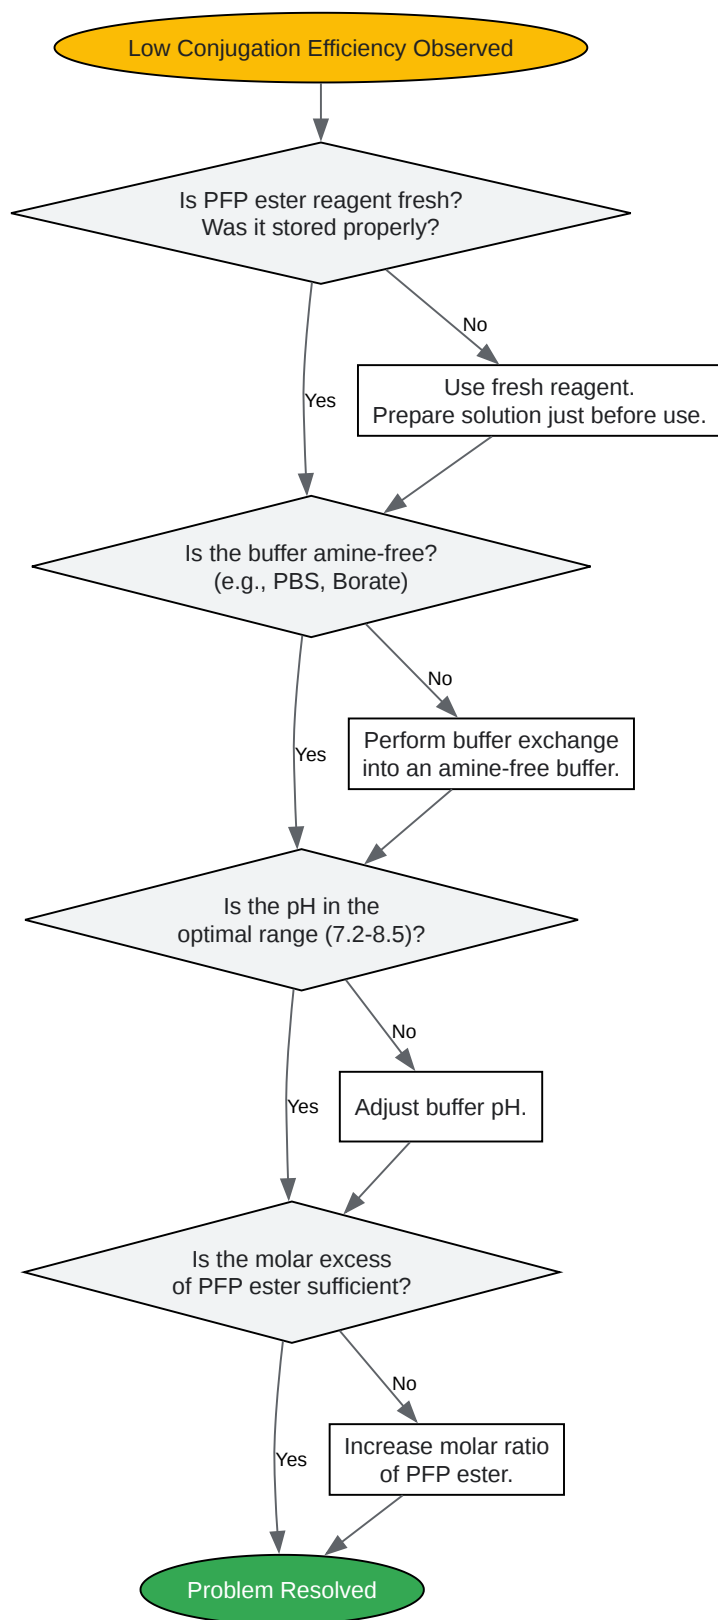 Low Conjugation Efficiency Observed
Is PFP ester reagent fresh?
Was it stored properly?
No
Yes
Use fresh reagent.
Prepare solution just before use.
Is the buffer amine-free?
(e.g., PBS, Borate)
No
Yes
Perform buffer exchange
into an amine-free buffer.
Is the pH in the
optimal range (7.2-8.5)?
No
Yes
Adjust buffer pH.
Is the molar excess
of PFP ester sufficient?
No
Yes
Increase molar ratio
of PFP ester.
Problem Resolved